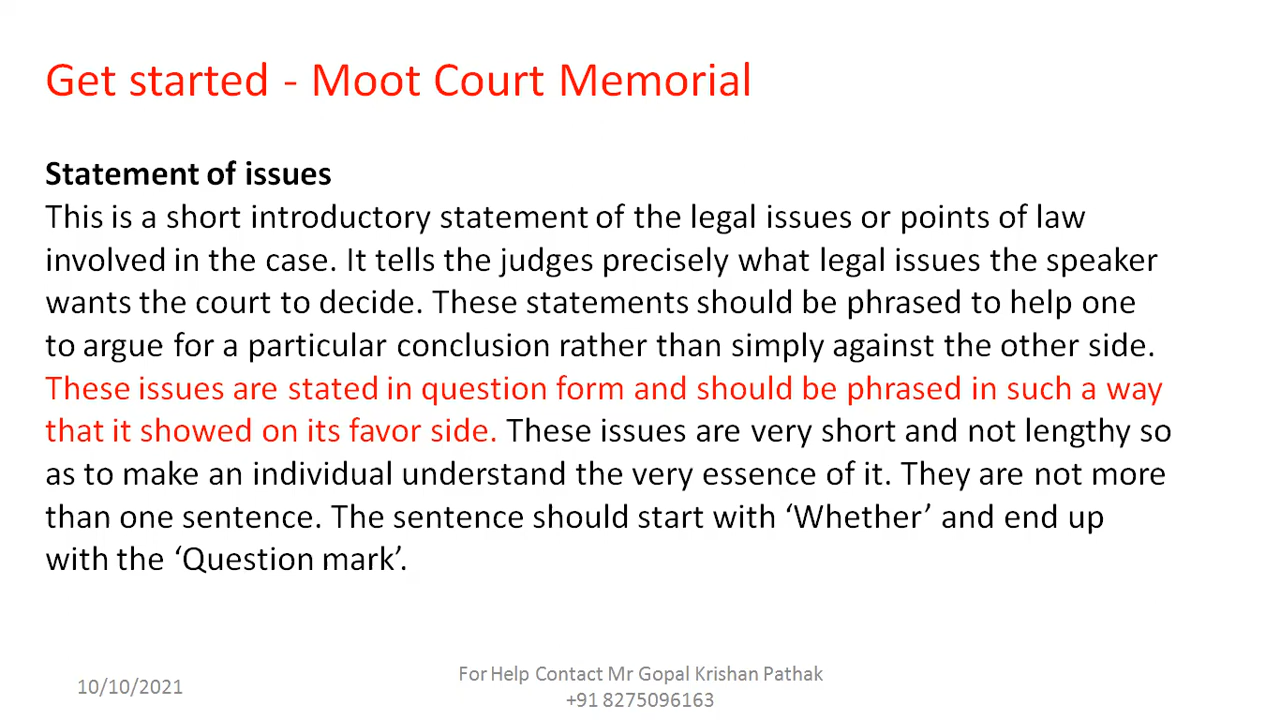 Get started - Moot Court Memorial
Statement of issues
This is a short introductory statement of the legal issues or points of law
involved in the case. It tells the judges precisely what legal issues the speaker
wants the court to decide. These statements should be phrased to help one
to argue for a particular conclusion rather than simply against the other side.
These issues are stated in question form and should be phrased in such a way
that it showed on its favor side. These issues are very short and not lengthy so
as to make an individual understand the very essence of it. They are not more
than one sentence. The sentence should start with ‘Whether’ and end up
with the ‘Question mark’.
10/10/2021
For Help Contact Mr Gopal Krishan Pathak
+91 8275096163